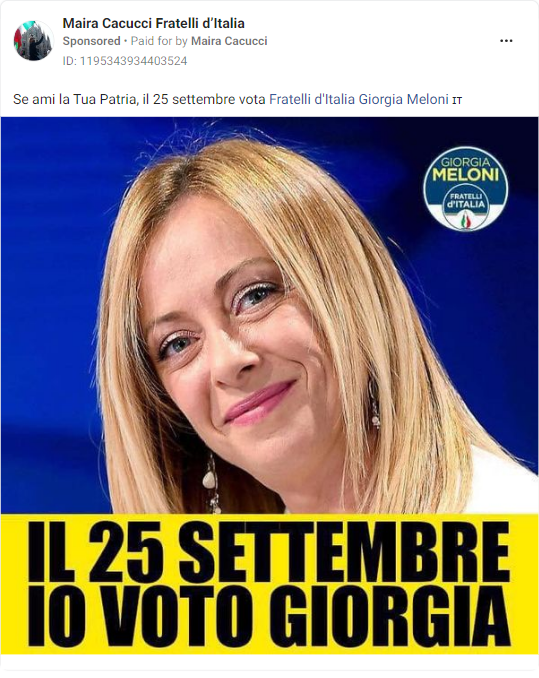 Maira Cacucci Fratelli d'Italia
Sponsored • Paid for by Maira Cacucci
ID: 1195343934403524
Se ami la Tua Patria, il 25 settembre vota Fratelli d'Italia Giorgia Meloni IT
GIORGIA
MELONI
FRATELLI
d'ITALIA
IL 25 SETTEMBRE
IO VOTO GIORGIA